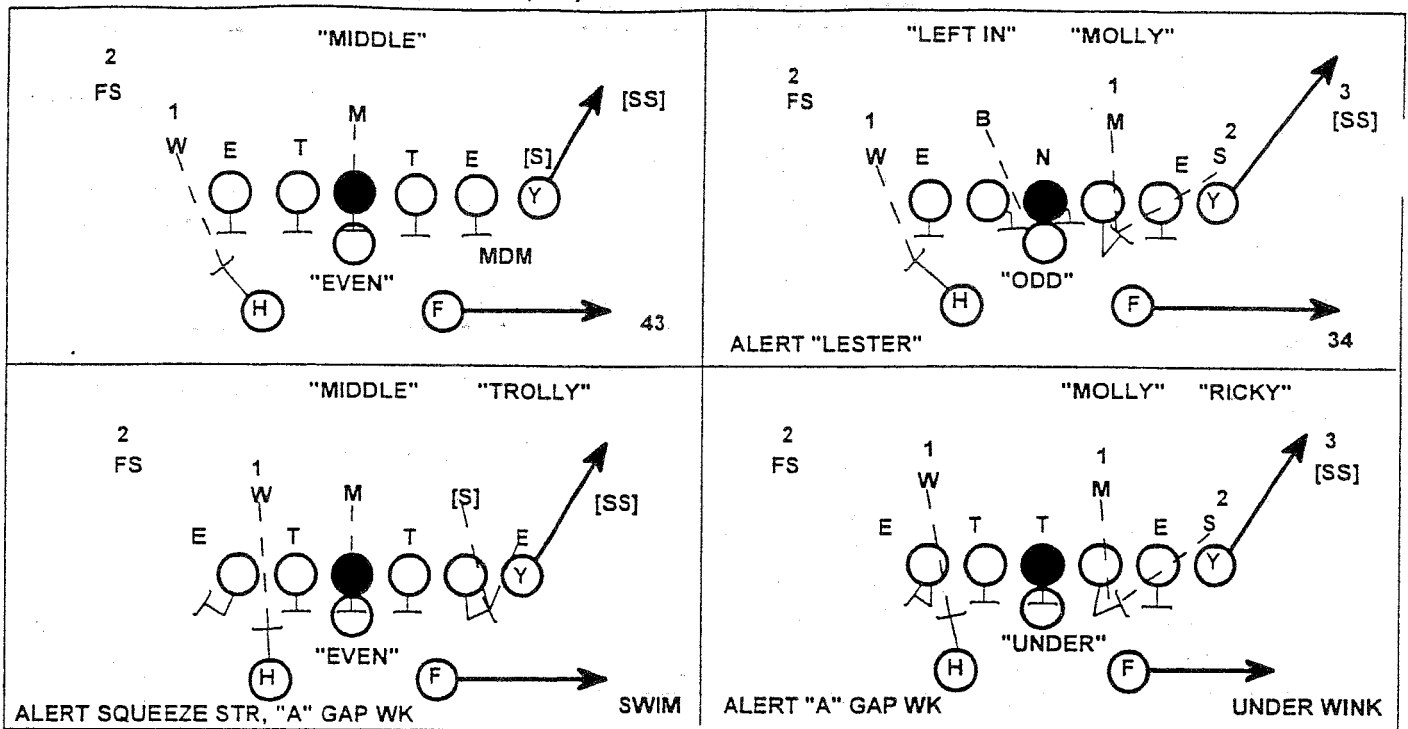 "MIDDLE"
2
FS
1
W
M
[SS]
E T T E [S]
Y
MDM
"EVEN"
H F
43
"LEFT IN" "MOLLY"
2
FS
1
W
B
1
M
3
[SS]
E N E S 2
Y
"ODD"
H F
ALERT "LESTER"
34
"MIDDLE" "TROLLY"
2
FS
1
W
M
[S]
[SS]
E T T E
Y
"EVEN"
H F
ALERT SQUEEZE STR, "A" GAP WK
SWIM
"MOLLY" "RICKY"
2
FS
1
W
1
M
3
[SS]
E T T E S 2
Y
"UNDER"
H F
ALERT "A" GAP WK
UNDER WINK